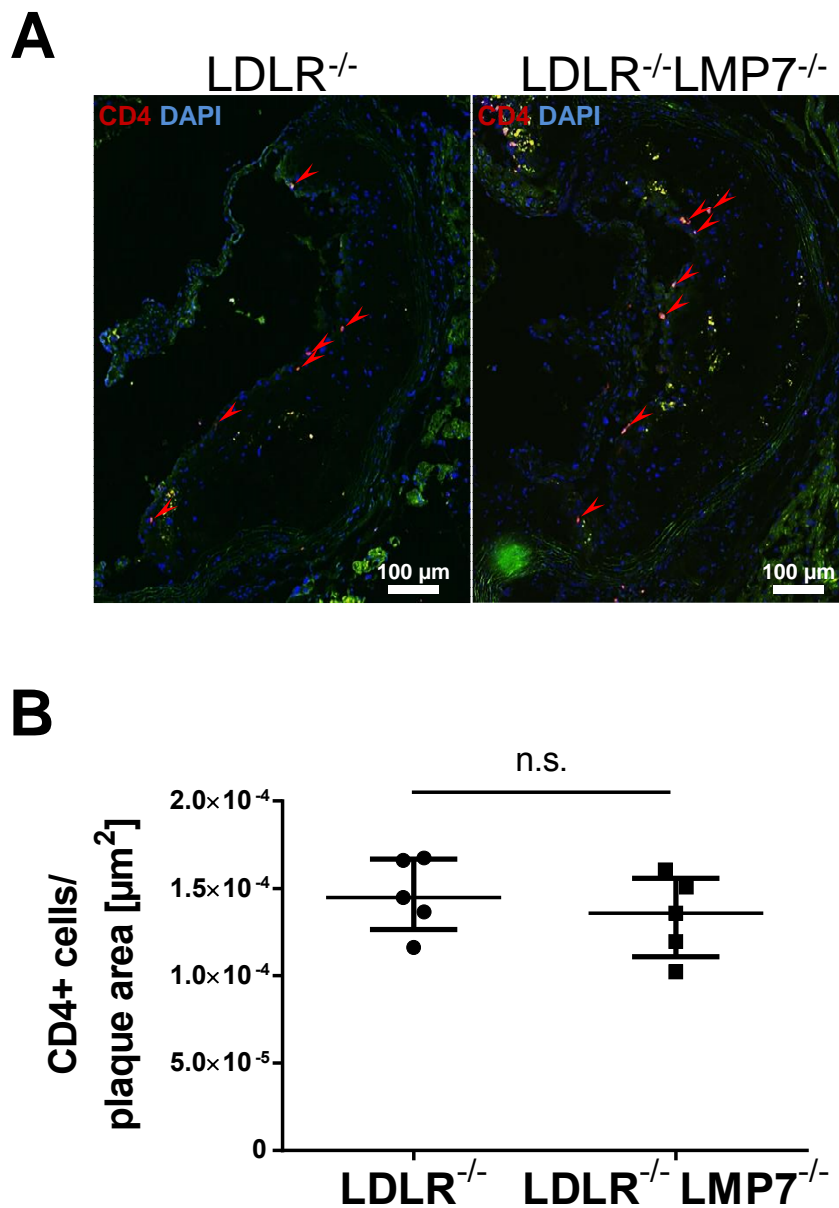 A
LDLR-/-
LDLR-/-LMP7-/-
CD4 DAPI
CD4 DAPI
100 µm
100 µm
B
n.s.
CD4+ cells/
plaque area [µm²]
2.0×10⁻⁴
1.5×10⁻⁴
1.0×10⁻⁴
5.0×10⁻⁵
0
LDLR-/-
LDLR-/- LMP7-/-